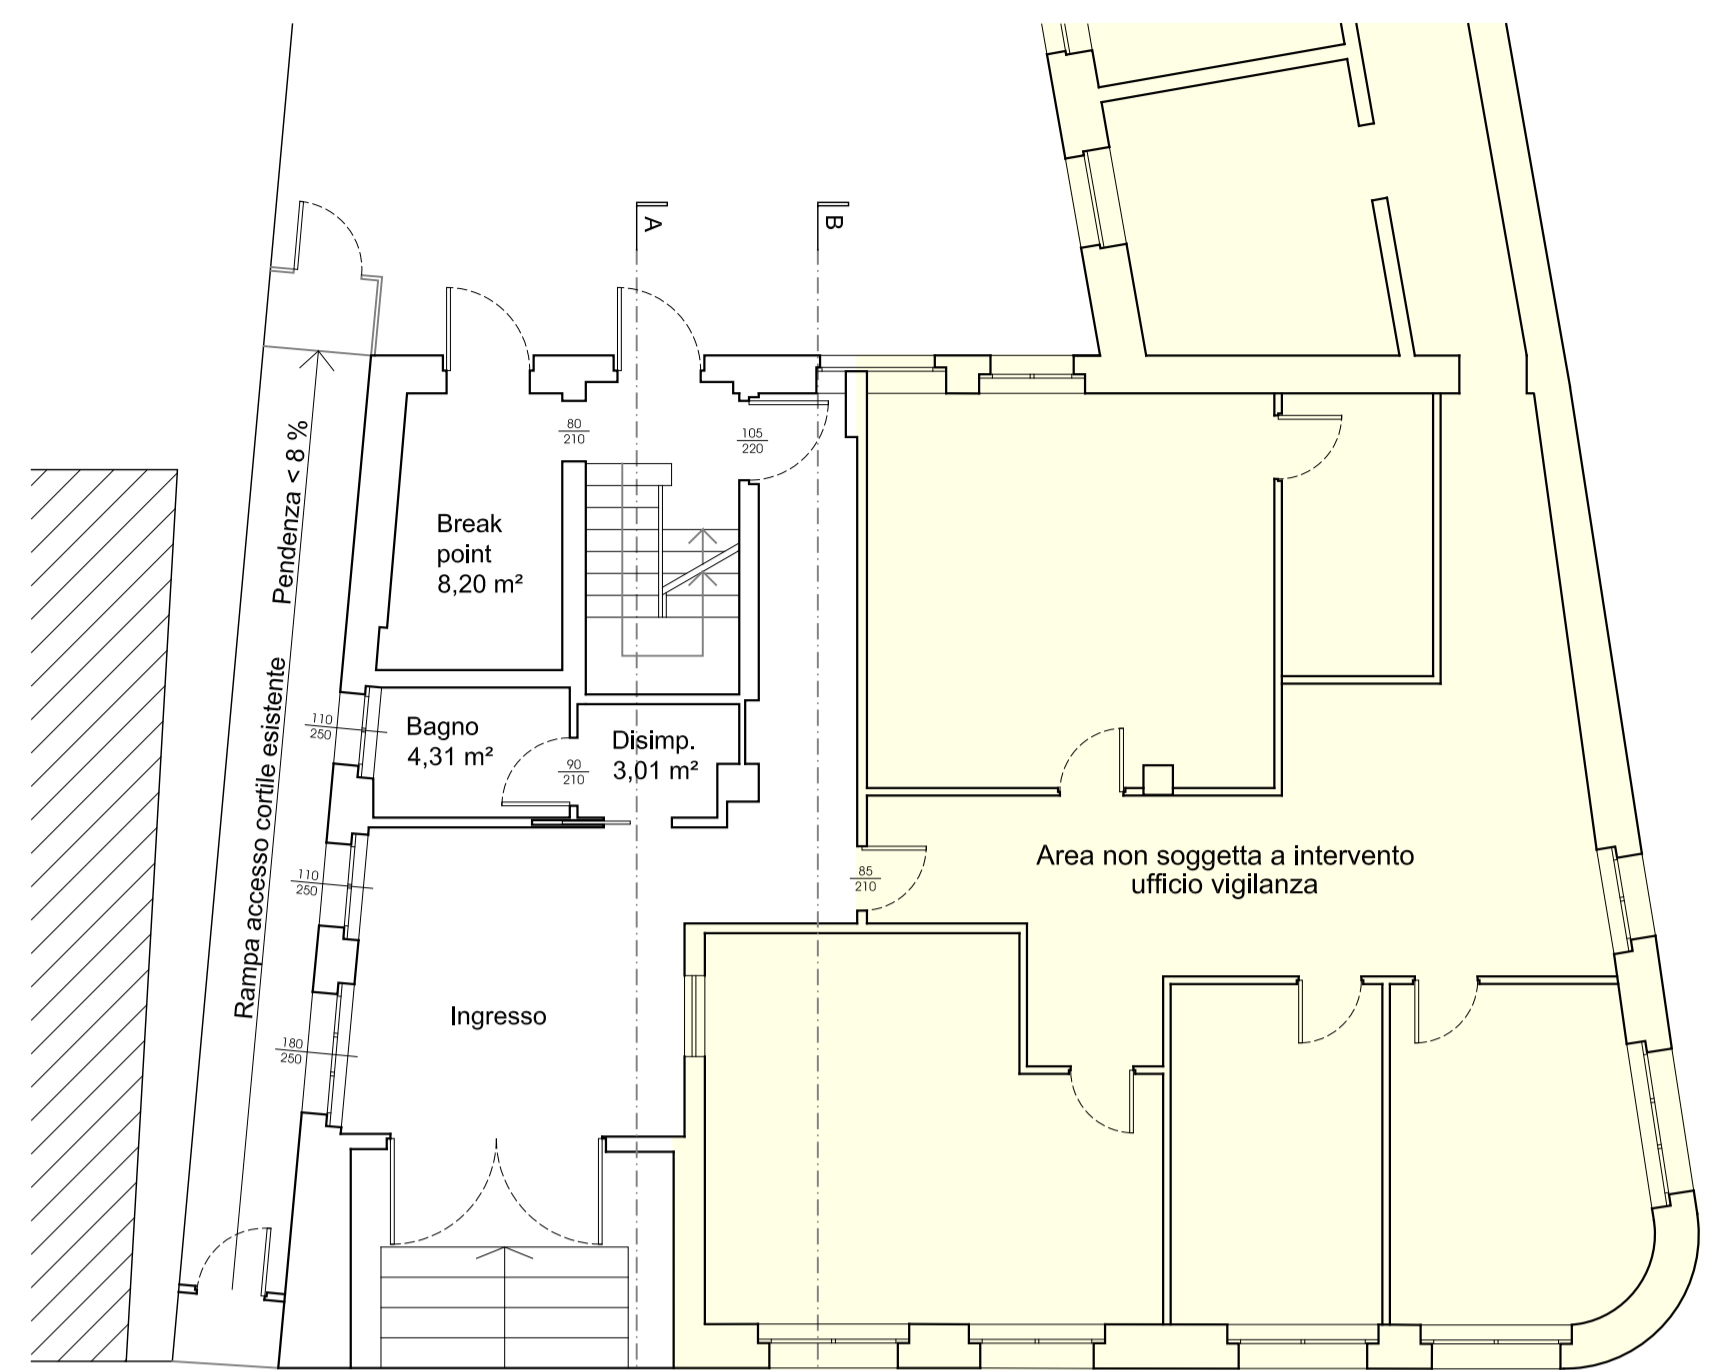 A
B
Pendenza < 8 %
Rampa accesso cortile esistente
80
210
105
220
Break
point
8,20 m²
110
250
Bagno
4,31 m²
90
210
Disimp.
3,01 m²
110
250
85
210
Area non soggetta a intervento
ufficio vigilanza
Ingresso
180
250